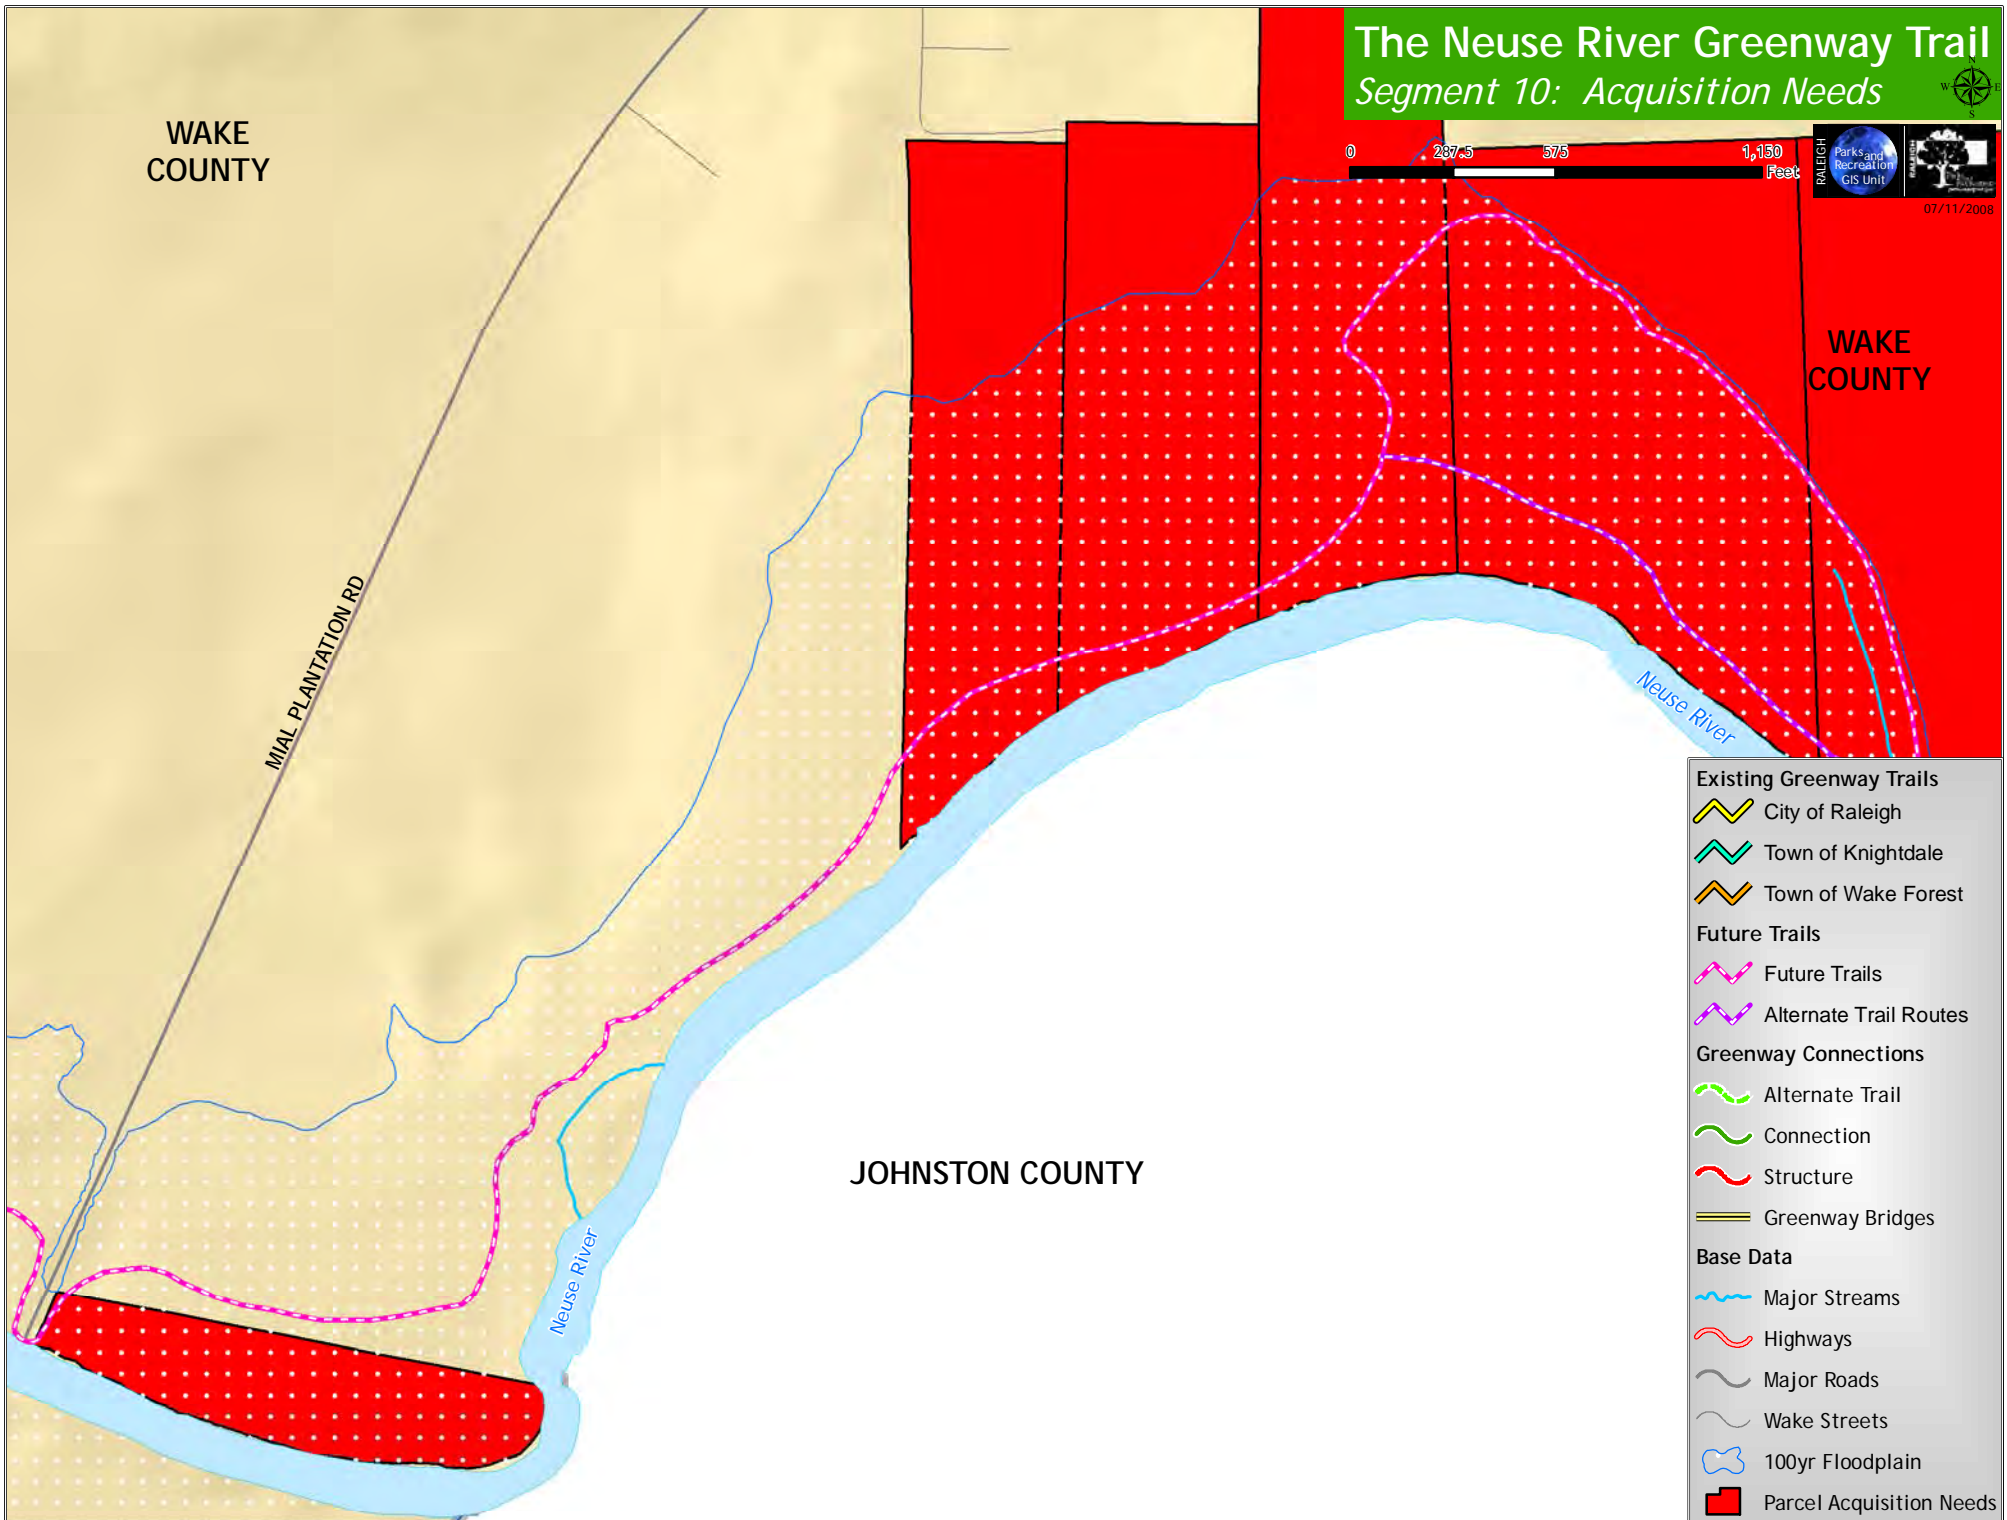 The Neuse River Greenway Trail
Segment 10: Acquisition Needs
N
W E
S
0 287.5 575 1,150
Feet
RALEIGH
Parks and
Recreation
GIS Unit
RALEIGH
07/11/2008
WAKE
COUNTY
WAKE
COUNTY
MIAL PLANTATION RD
Neuse River
JOHNSTON COUNTY
Neuse River
Existing Greenway Trails
City of Raleigh
Town of Knightdale
Town of Wake Forest
Future Trails
Future Trails
Alternate Trail Routes
Greenway Connections
Alternate Trail
Connection
Structure
Greenway Bridges
Base Data
Major Streams
Highways
Major Roads
Wake Streets
100yr Floodplain
Parcel Acquisition Needs